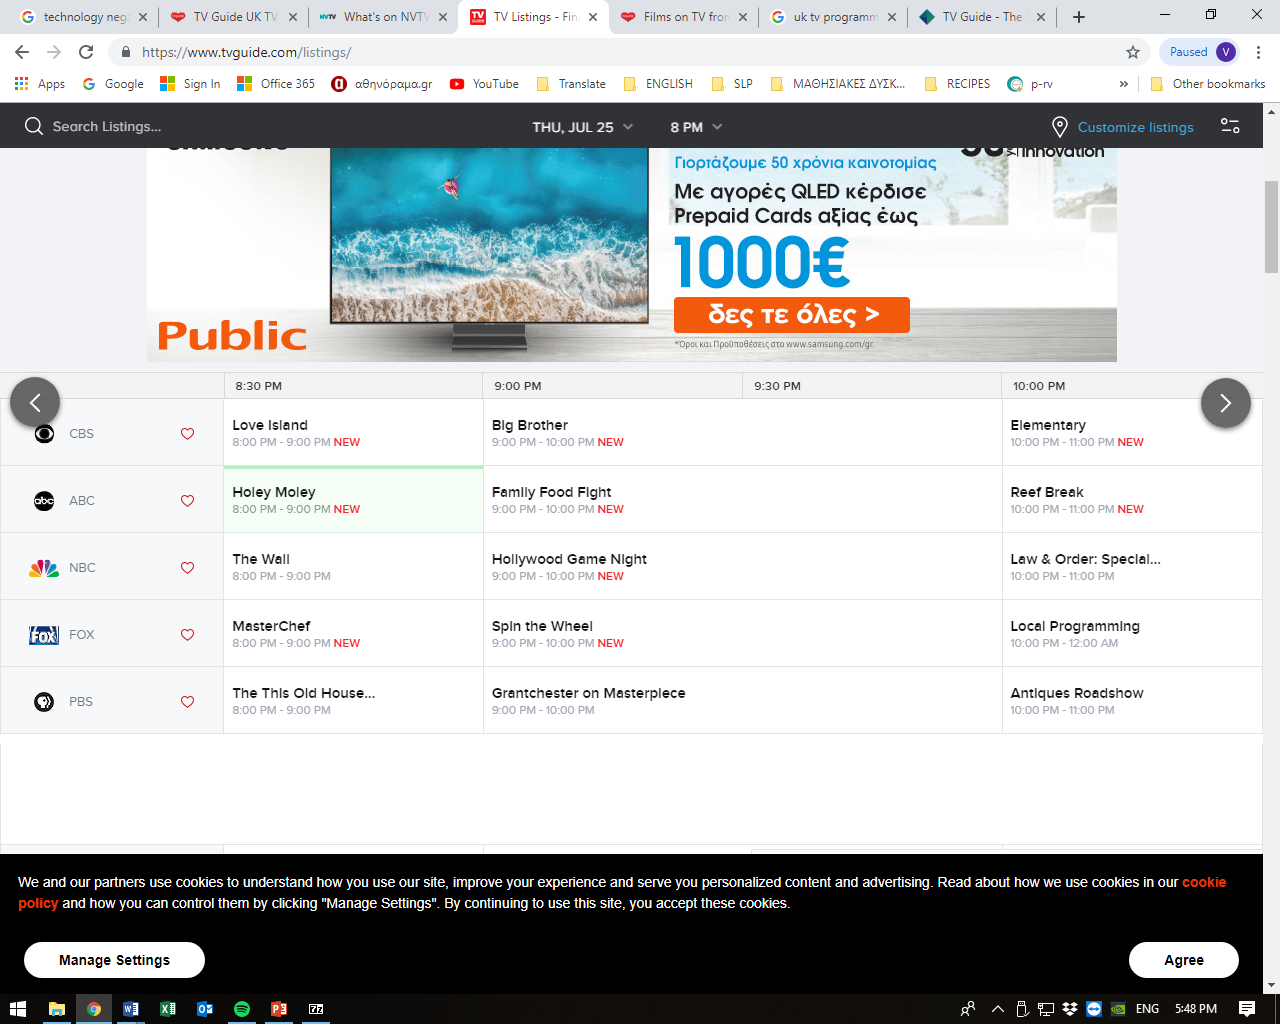 technology neg
TV Guide UK TV
What's on NVTV
TV Listings - Fin
Films on TV from
uk tv programm
TV Guide - The
https://www.tvguide.com/listings/
Paused V
Apps Google Sign In Office 365 αθηνόραμα.gr YouTube Translate ENGLISH SLP ΜΑΘΗΣΙΑΚΕΣ ΔΥΣΚ... RECIPES p-rv » Other bookmarks
Search Listings... THU, JUL 25 8 PM Customize listings
Γιορτάζουμε 50 χρόνια καινοτομίας
Innovation
Με αγορές QLED κέρδισε
Prepaid Cards αξίας έως
1000€
δες τε όλες >
Public
*Όροι και Προϋποθέσεις στο www.samsung.com/gr.
8:30 PM 9:00 PM 9:30 PM 10:00 PM
CBS
Love Island
8:00 PM - 9:00 PM NEW
Big Brother
9:00 PM - 10:00 PM NEW
Elementary
10:00 PM - 11:00 PM NEW
abc ABC
Holey Moley
8:00 PM - 9:00 PM NEW
Family Food Fight
9:00 PM - 10:00 PM NEW
Reef Break
10:00 PM - 11:00 PM NEW
NBC
The Wall
8:00 PM - 9:00 PM
Hollywood Game Night
9:00 PM - 10:00 PM NEW
Law & Order: Special...
10:00 PM - 11:00 PM
FOX FOX
MasterChef
8:00 PM - 9:00 PM NEW
Spin the Wheel
9:00 PM - 10:00 PM NEW
Local Programming
10:00 PM - 12:00 AM
PBS
The This Old House...
8:00 PM - 9:00 PM
Grantchester on Masterpiece
9:00 PM - 10:00 PM
Antiques Roadshow
10:00 PM - 11:00 PM
We and our partners use cookies to understand how you use our site, improve your experience and serve you personalized content and advertising. Read about how we use cookies in our cookie
policy and how you can control them by clicking "Manage Settings". By continuing to use this site, you accept these cookies.
Manage Settings Agree
ENG 5:48 PM